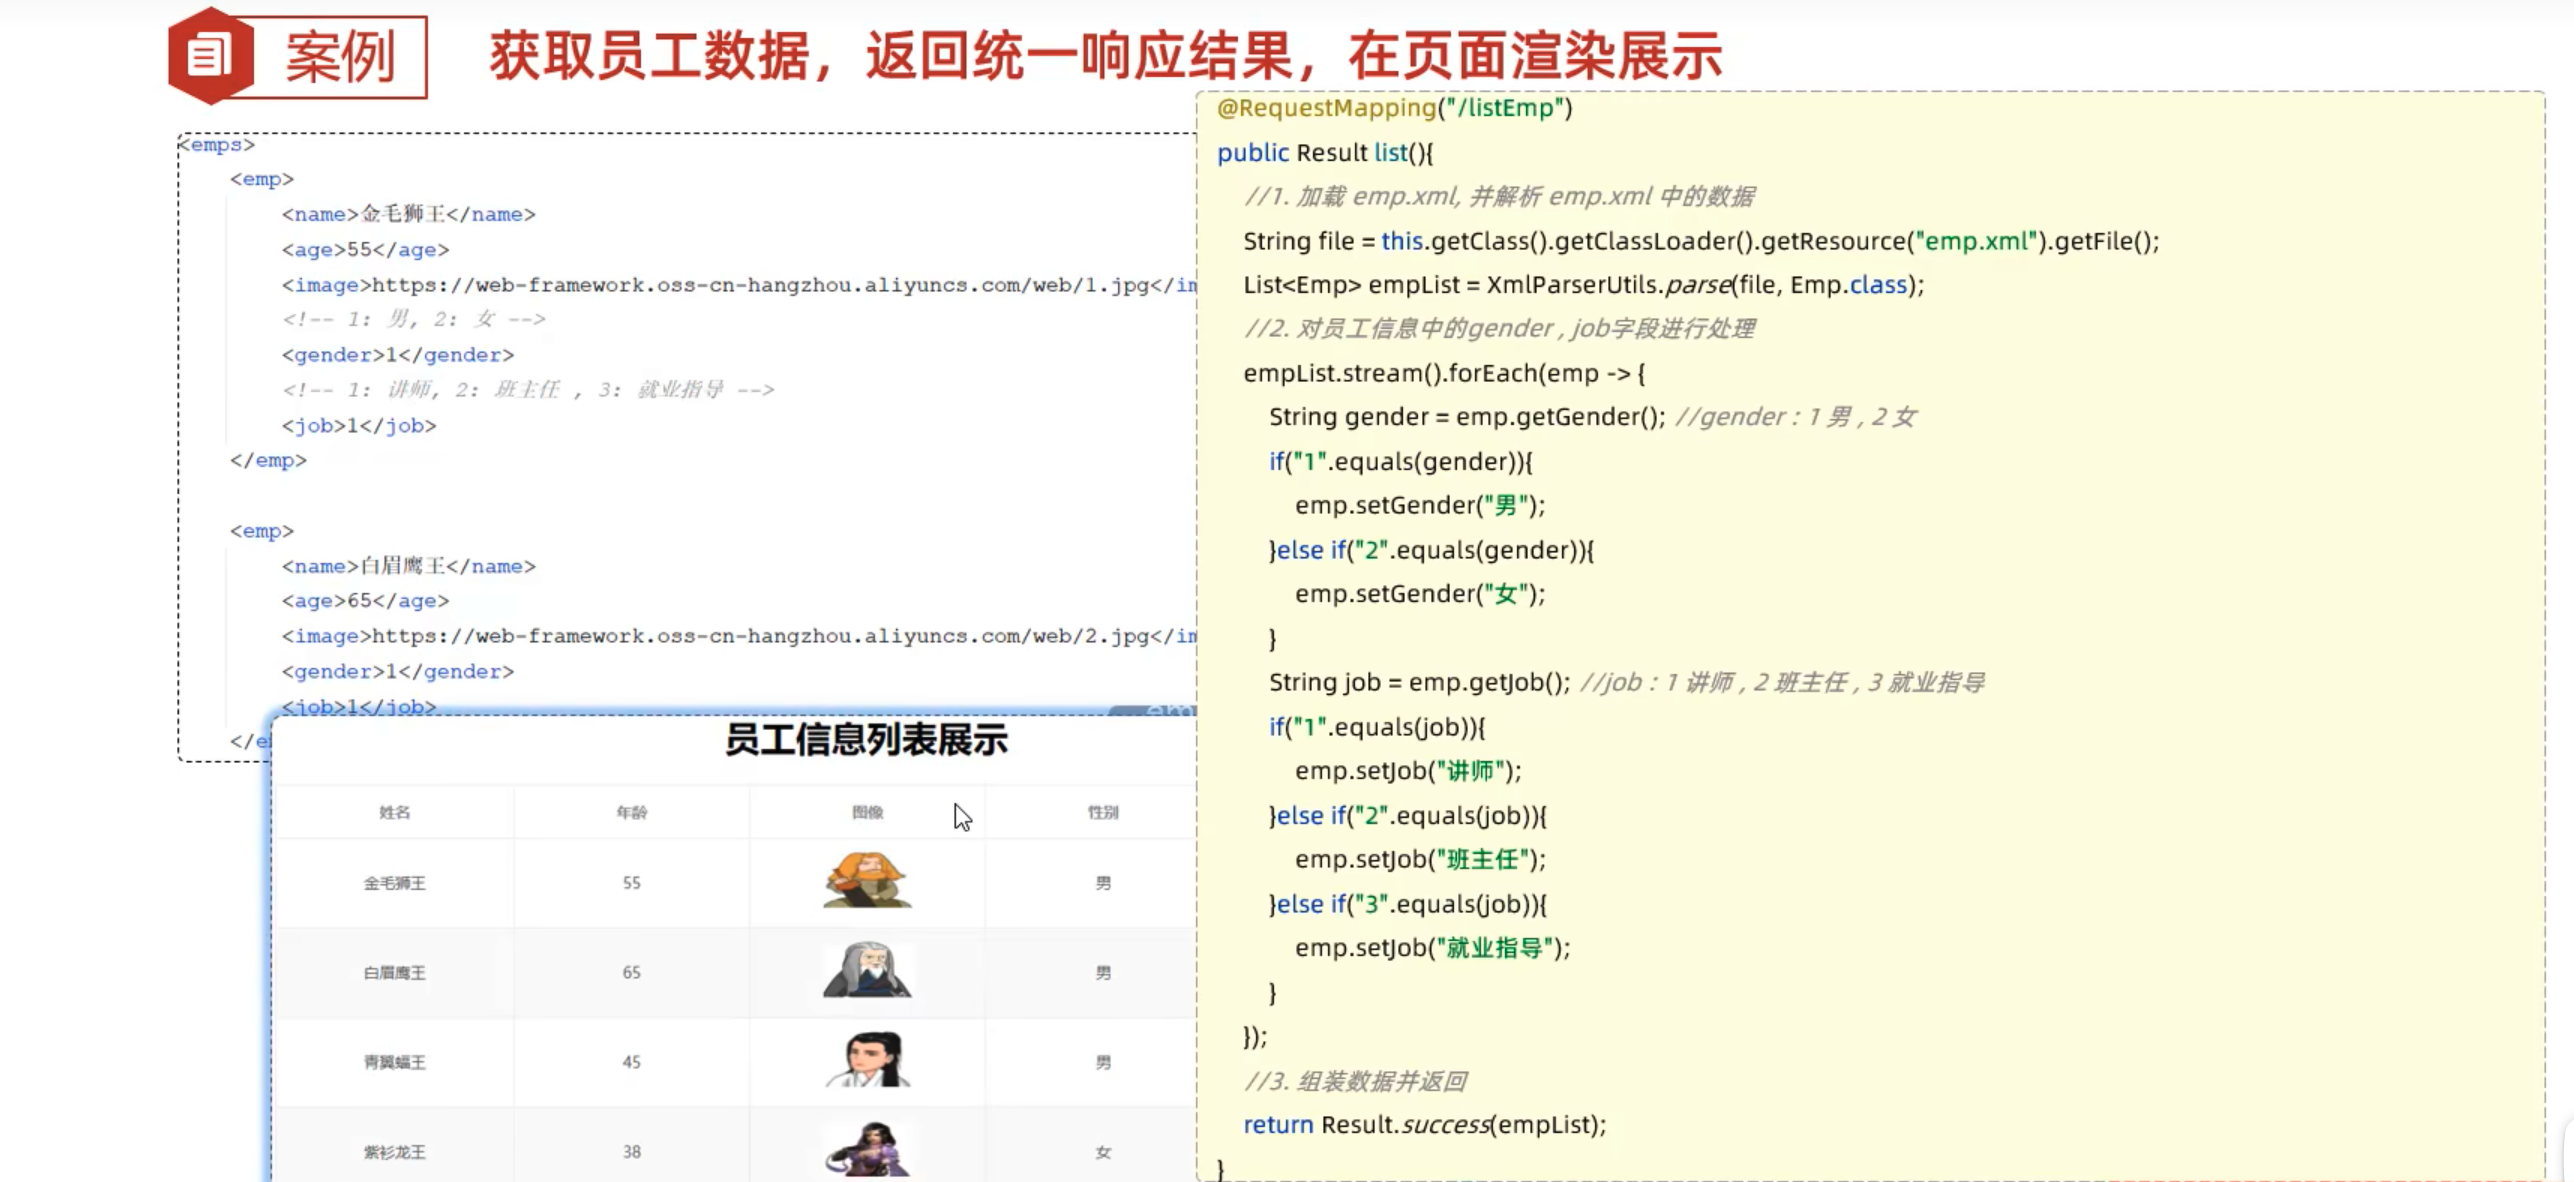 案例
获取员工数据，返回统一响应结果，在页面渲染展示
<emps>
<emp>
<name>金毛狮王</name>
<age>55</age>
<image>https://web-framework.oss-cn-hangzhou.aliyuncs.com/web/1.jpg</im
<!-- 1: 男, 2: 女 -->
<gender>1</gender>
<!-- 1: 讲师, 2: 班主任 , 3: 就业指导 -->
<job>1</job>
</emp>
<emp>
<name>白眉鹰王</name>
<age>65</age>
<image>https://web-framework.oss-cn-hangzhou.aliyuncs.com/web/2.jpg</im
<gender>1</gender>
<job>1</job>
</e
员工信息列表展示
姓名 年龄 图像 性别
金毛狮王 55 男
白眉鹰王 65 男
青翼蝠王 45 男
紫衫龙王 38 女
@RequestMapping("/listEmp")
public Result list(){
//1. 加载 emp.xml, 并解析 emp.xml 中的数据
String file = this.getClass().getClassLoader().getResource("emp.xml").getFile();
List<Emp> empList = XmlParserUtils.parse(file, Emp.class);
//2. 对员工信息中的gender , job字段进行处理
empList.stream().forEach(emp -> {
String gender = emp.getGender(); //gender : 1 男 , 2 女
if("1".equals(gender)){
emp.setGender("男");
}else if("2".equals(gender)){
emp.setGender("女");
}
String job = emp.getJob(); //job : 1 讲师 , 2 班主任 , 3 就业指导
if("1".equals(job)){
emp.setJob("讲师");
}else if("2".equals(job)){
emp.setJob("班主任");
}else if("3".equals(job)){
emp.setJob("就业指导");
}
});
//3. 组装数据并返回
return Result.success(empList);
}